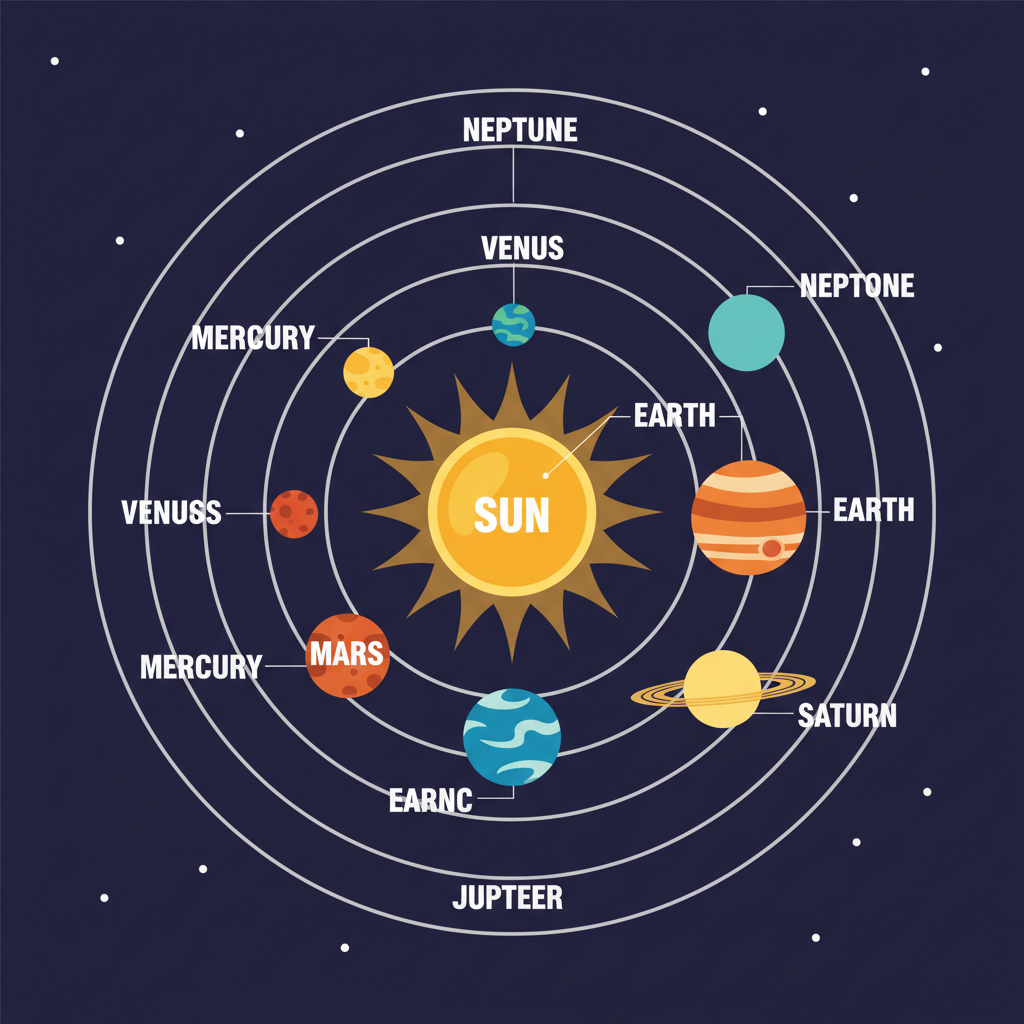 NEPTUNE
VENUS
NEPTONE
MERCURY
EARTH
VENUSS
SUN
EARTH
MERCURY
MARS
SATURN
EARNC
JUPTEER